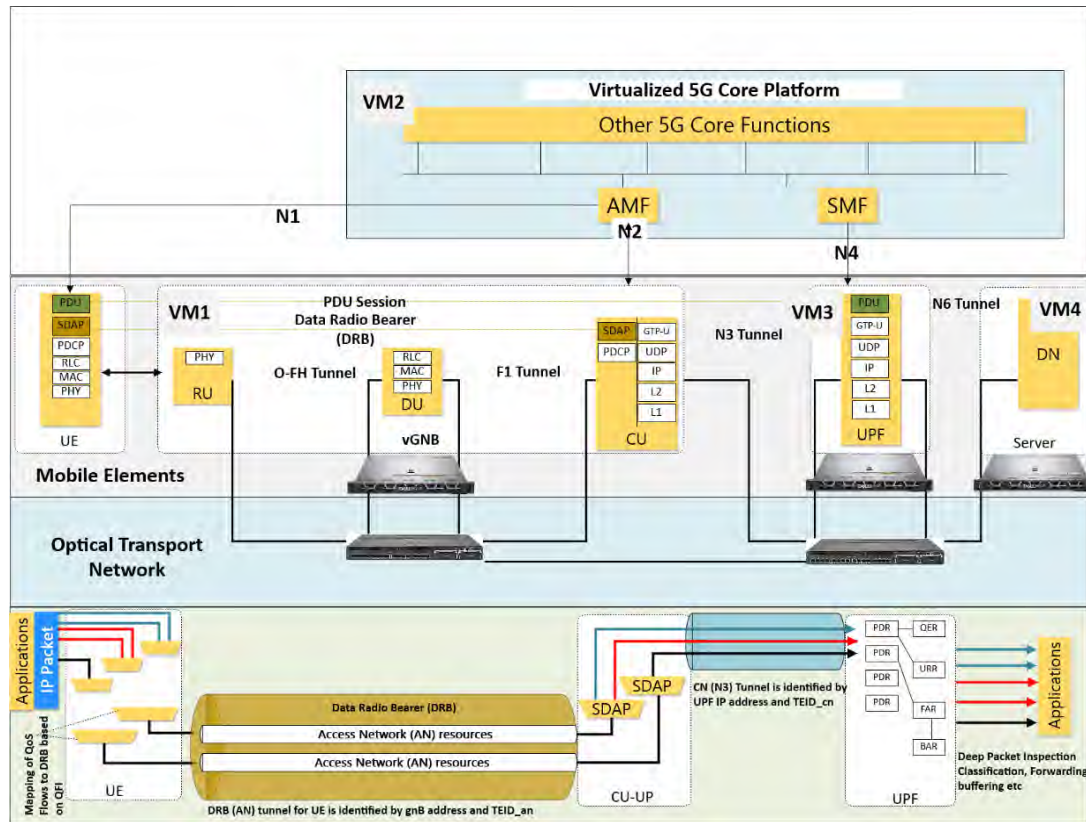 Virtualized 5G Core Platform
VM2
Other 5G Core Functions
AMF
SMF
N1
N2
N4
PDU
SDAP
PDCP
RLC
MAC
PHY
UE
VM1
PDU Session
Data Radio Bearer
(DRB)
PHY
RU
O-FH Tunnel
RLC
MAC
PHY
DU
vGNB
F1 Tunnel
SDAP
GTP-U
PDCP
UDP
IP
L2
L1
CU
N3 Tunnel
VM3
PDU
GTP-U
UDP
IP
L2
L1
UPF
N6 Tunnel
VM4
DN
Server
Mobile Elements
Optical Transport
Network
Applications
IP Packet
Mapping of QoS
Flows to DRB based
on QFI
UE
Data Radio Bearer (DRB)
Access Network (AN) resources
Access Network (AN) resources
DRB (AN) tunnel for UE is identified by gnB address and TEID_an
SDAP
SDAP
CU-UP
CN (N3) Tunnel is identified by
UPF IP address and TEID_cn
PDR
QER
PDR
URR
PDR
PDR
FAR
BAR
UPF
Applications
Deep Packet Inspection
Classification, Forwarding,
buffering etc